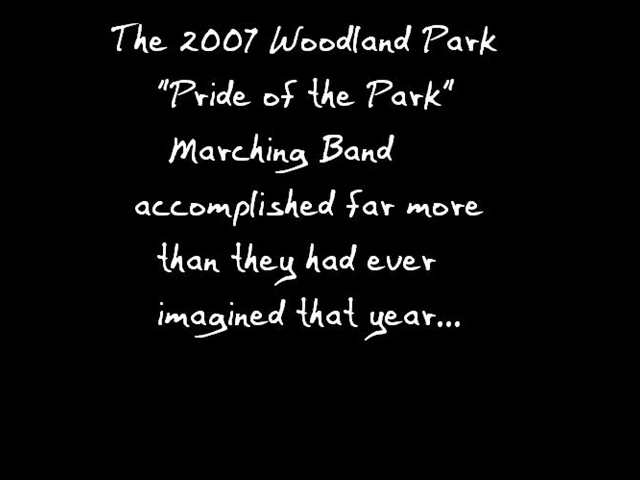 The 2007 Woodland Park
"Pride of the Park"
Marching Band
accomplished far more
than they had ever
imagined that year...